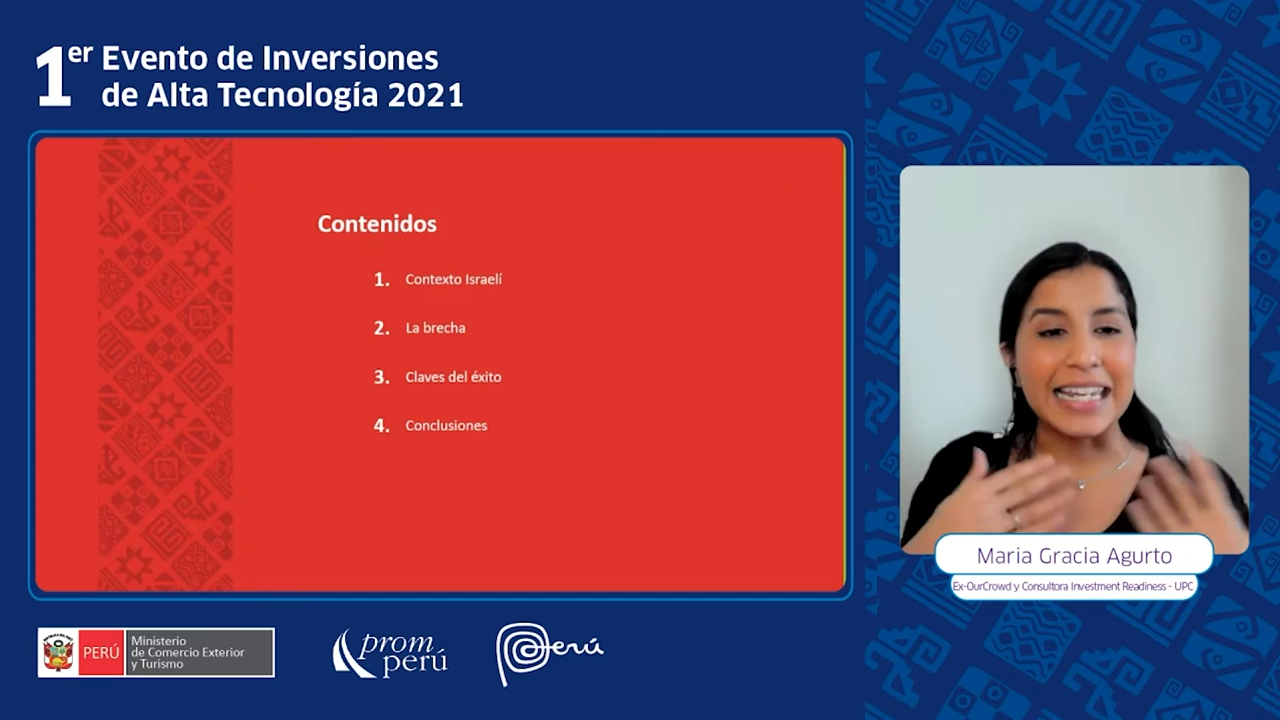 1er Evento de Inversiones
de Alta Tecnología 2021
Contenidos
1. Contexto Israelí
2. La brecha
3. Claves del éxito
4. Conclusiones
Maria Gracia Agurto
Ex-OurCrowd y Consultora Investment Readiness - UPC
PERÚ
Ministerio
de Comercio Exterior
y Turismo
prom
perú
Perú